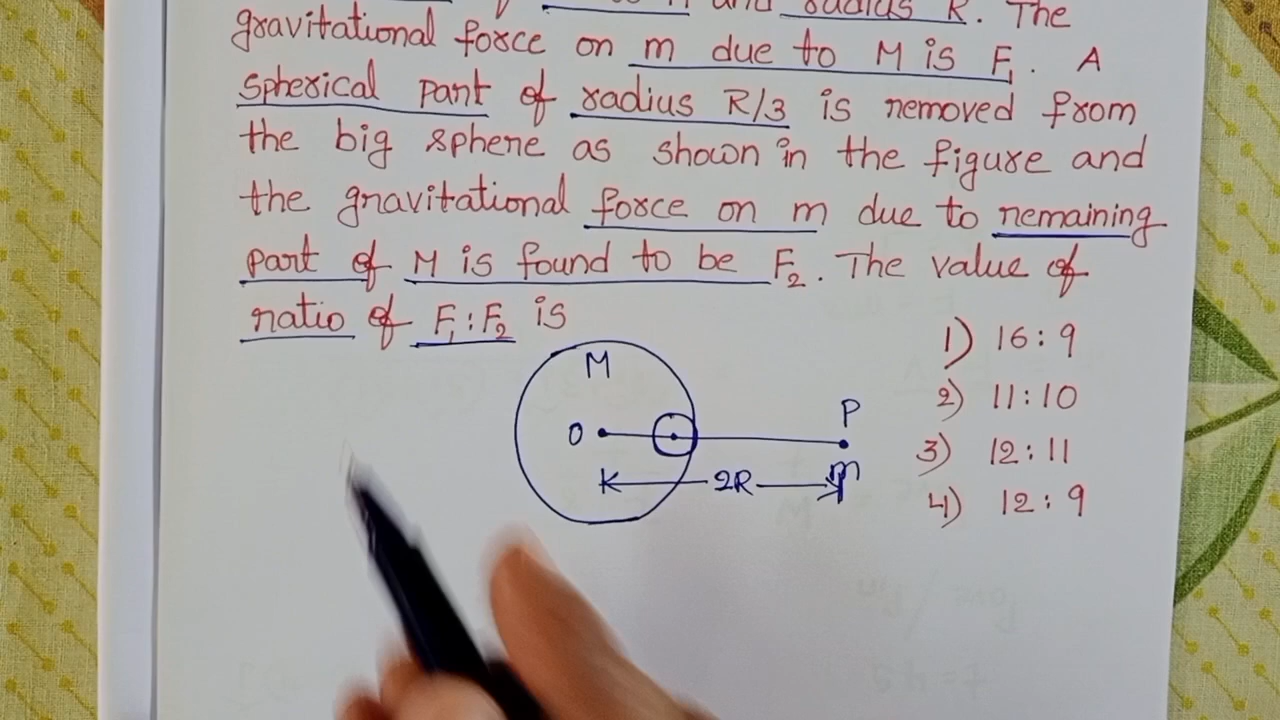 and radius R. The
gravitational force on m due to M is F₁. A
spherical part of radius R/3 is removed from
the big sphere as shown in the figure and
the gravitational force on m due to remaining
part of M is found to be F₂. The value of
ratio of F₁:F₂ is
M
O
P
m
2R
1) 16:9
2) 11:10
3) 12:11
4) 12:9